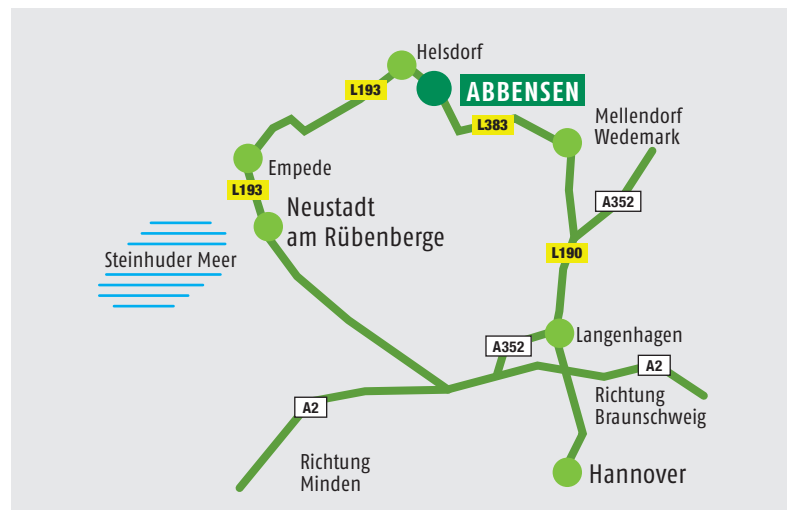 Helsdorf
L193
ABBENSEN
L383
Mellendorf
Wedemark
Empede
L193
A352
Neustadt
am Rübenberge
L190
Steinhuder Meer
Langenhagen
A352
A2
Richtung
Braunschweig
A2
Richtung
Minden
Hannover